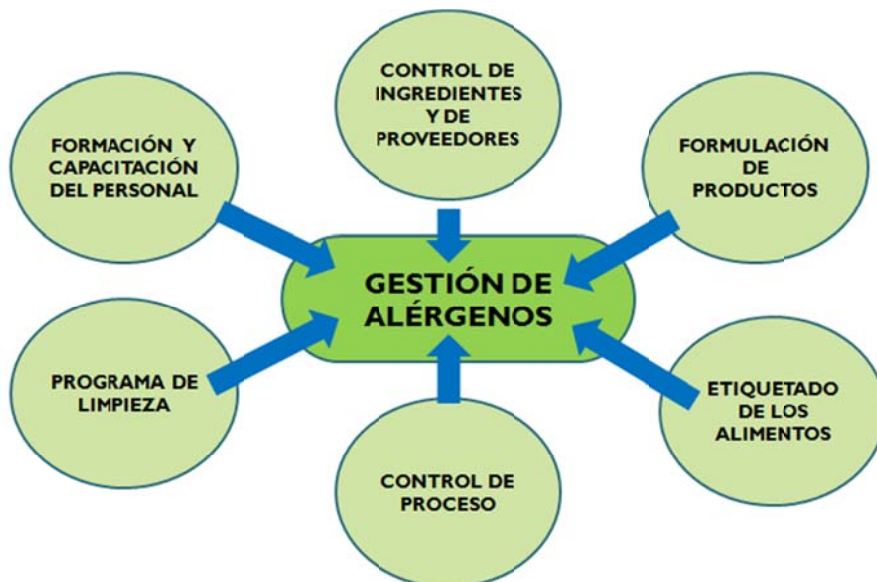 CONTROL DE
INGREDIENTES
Y DE
PROVEEDORES
FORMACIÓN Y
CAPACITACIÓN
DEL PERSONAL
FORMULACIÓN
DE
PRODUCTOS
GESTIÓN DE
ALÉRGENOS
PROGRAMA DE
LIMPIEZA
ETIQUETADO
DE LOS
ALIMENTOS
CONTROL DE
PROCESO